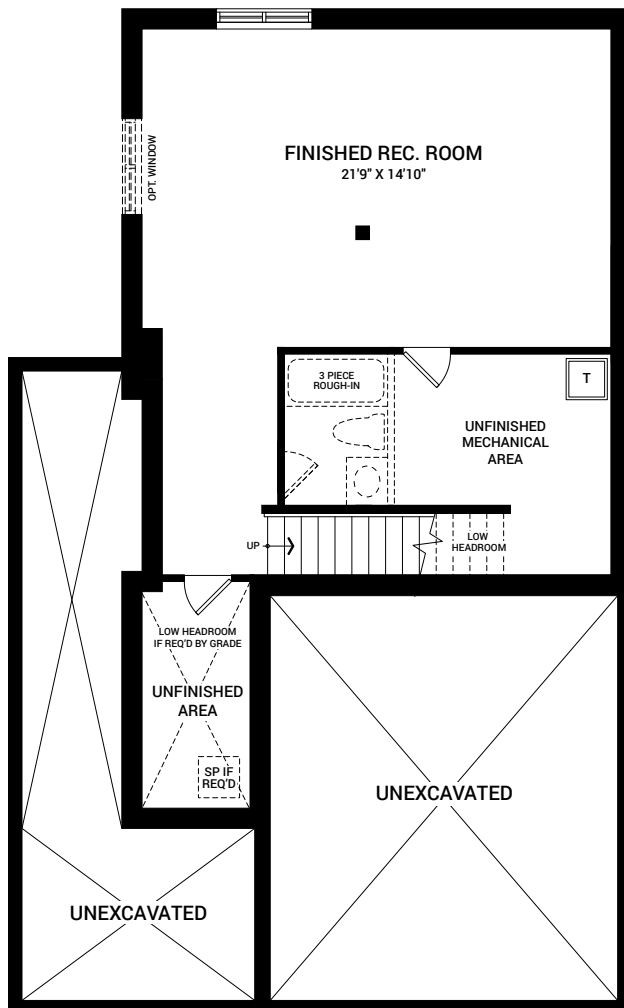 FINISHED REC. ROOM
21'9" X 14'10"
OPT. WINDOW
3 PIECE
ROUGH-IN
T
UNFINISHED
MECHANICAL
AREA
UP
LOW
HEADROOM
LOW HEADROOM
IF REQ'D BY GRADE
UNFINISHED
AREA
SP IF
REQ'D
UNEXCAVATED
UNEXCAVATED